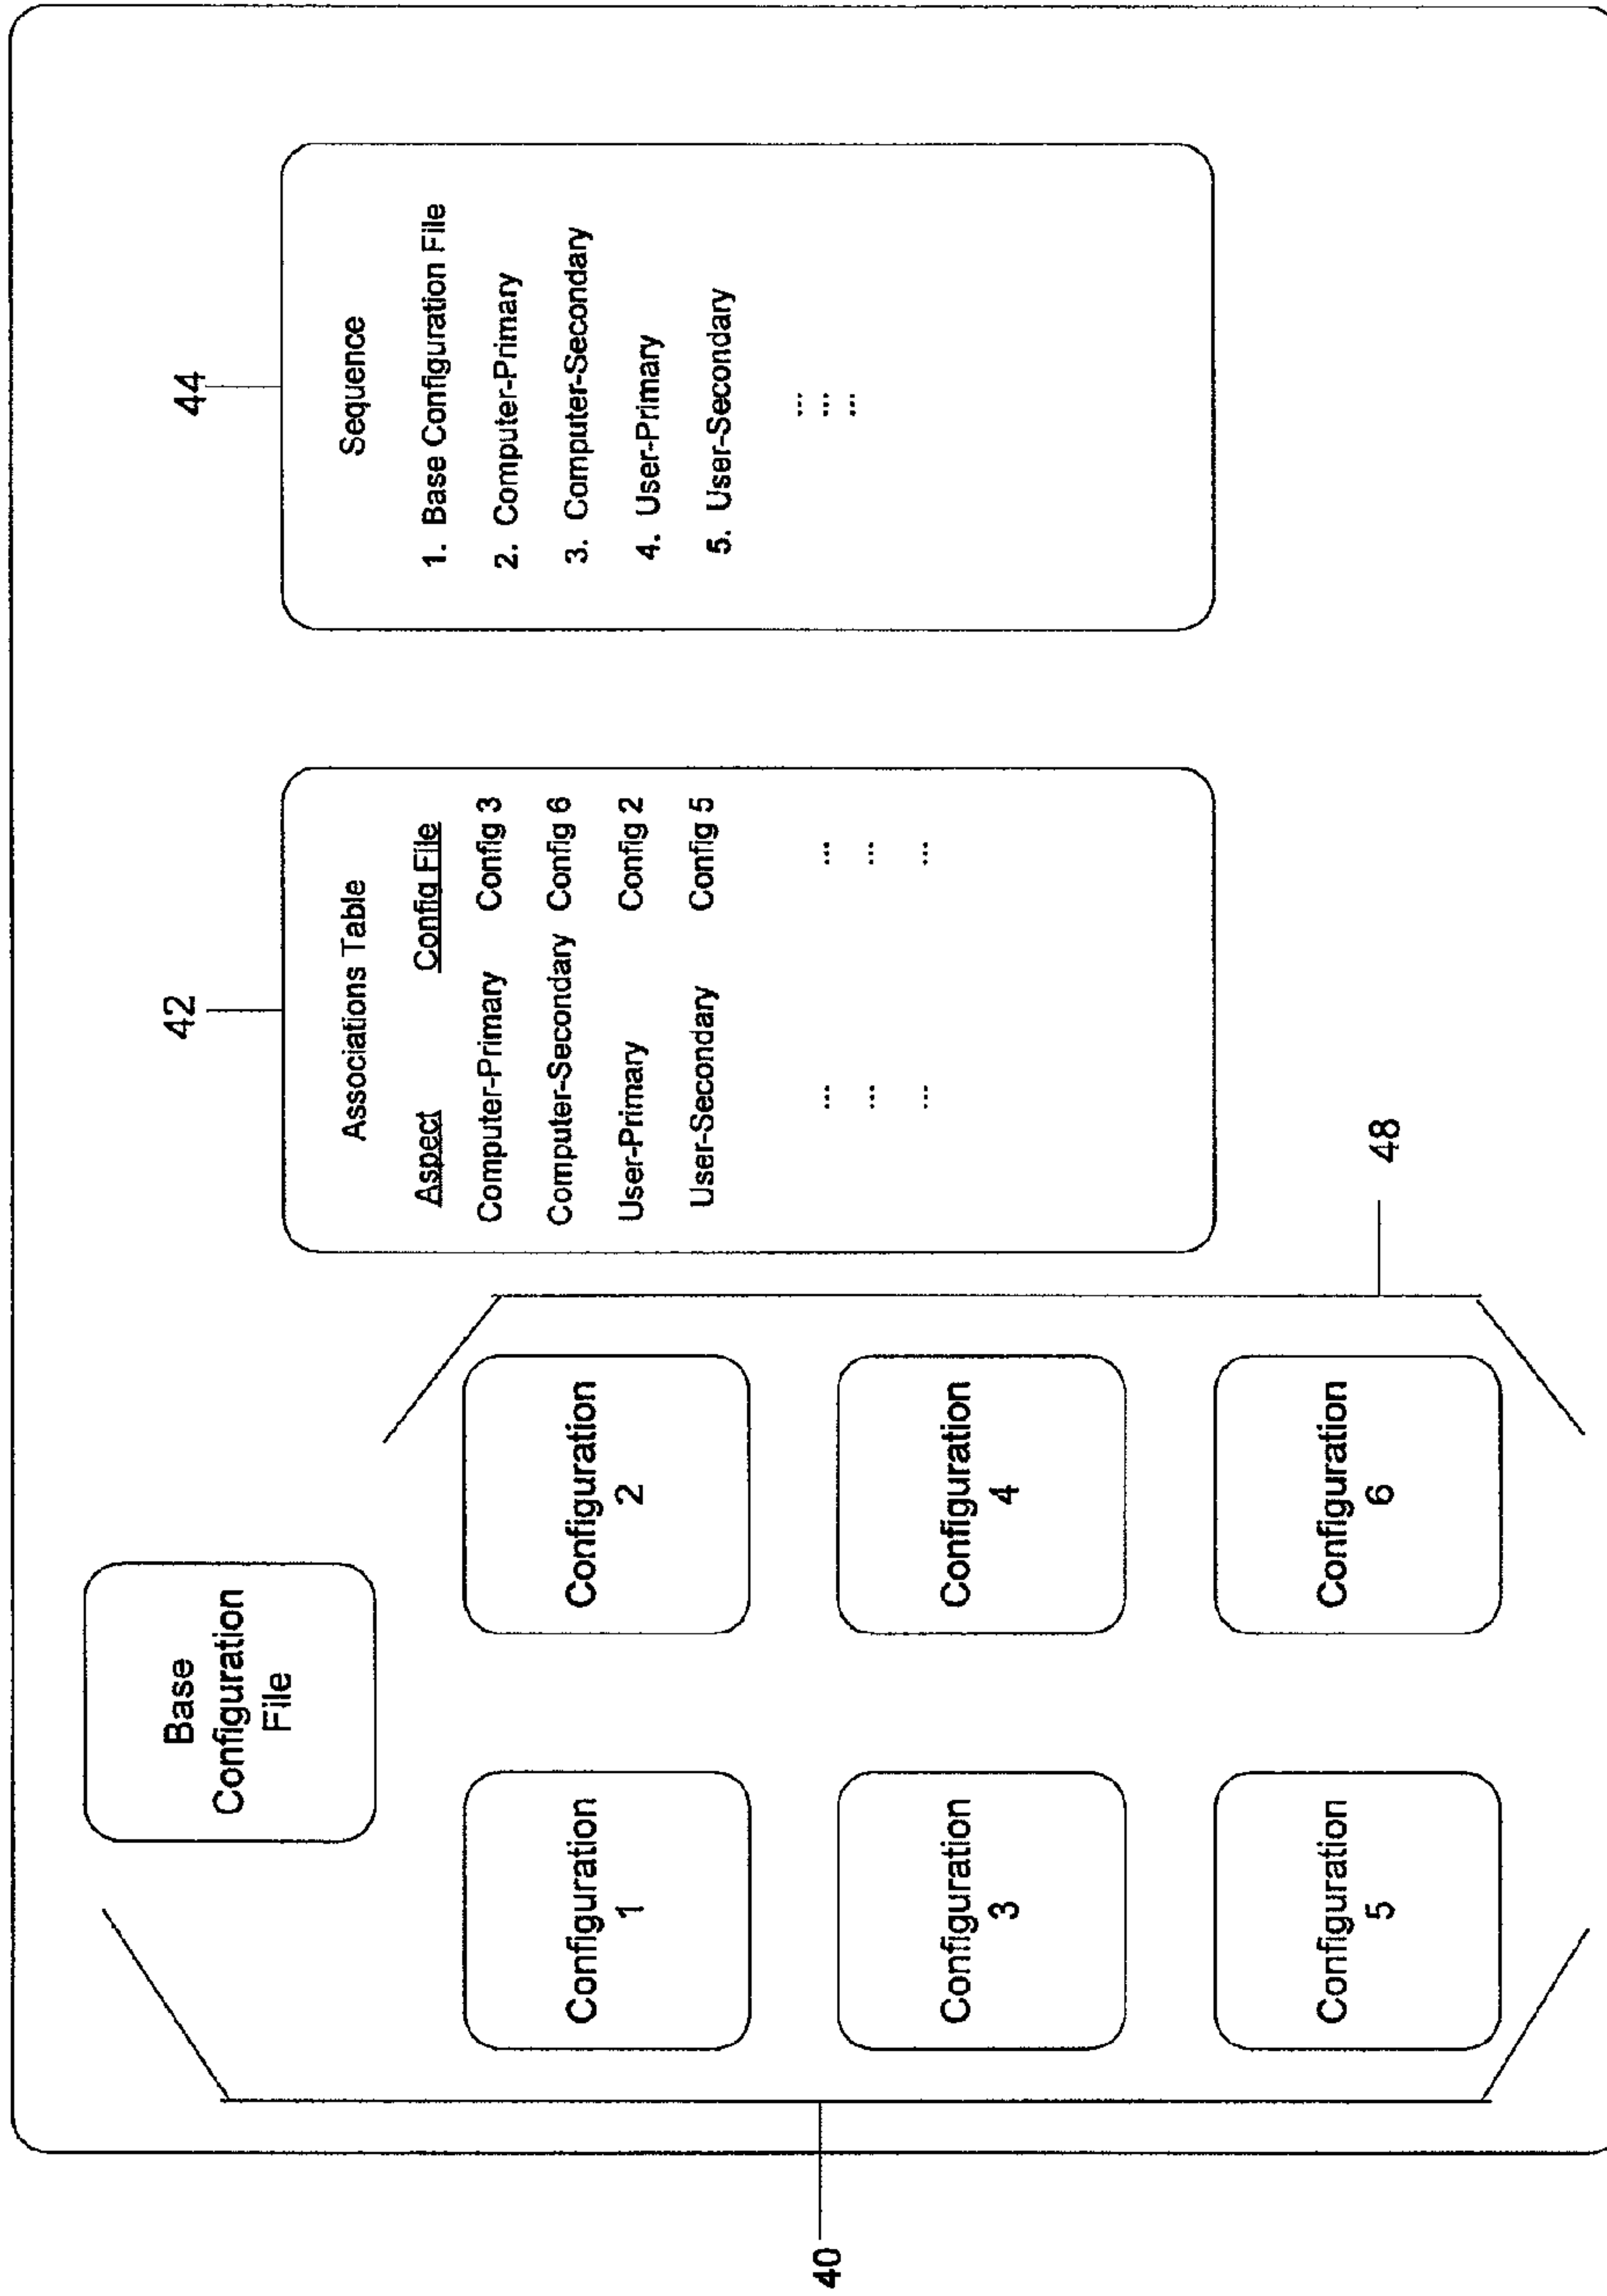 40
Base
Configuration
File
Configuration
1
Configuration
2
Configuration
3
Configuration
4
Configuration
5
Configuration
6
48
42
Associations Table
Aspect Config File
Computer-Primary Config 3
Computer-Secondary Config 6
User-Primary Config 2
User-Secondary Config 5
... ...
... ...
... ...
44
Sequence
1. Base Configuration File
2. Computer-Primary
3. Computer-Secondary
4. User-Primary
5. User-Secondary
...
...
...